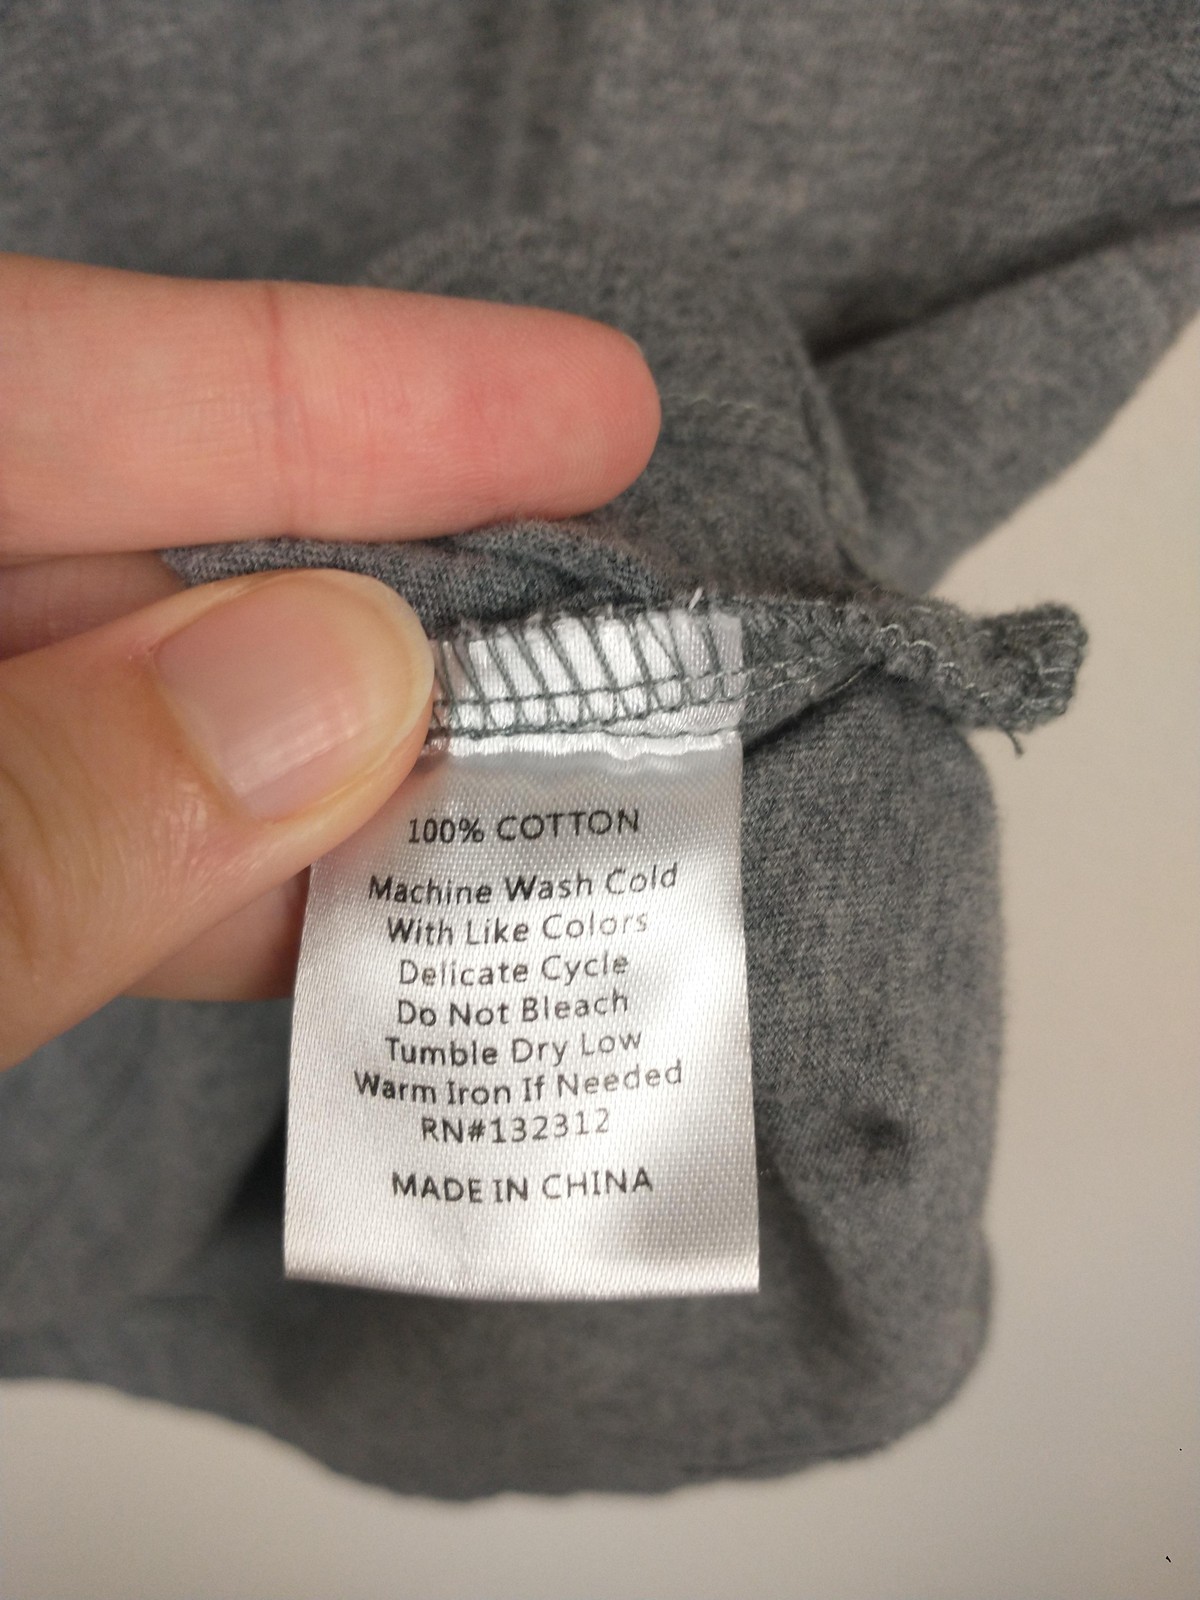 100% COTTON
Machine Wash Cold
With Like Colors
Delicate Cycle
Do Not Bleach
Tumble Dry Low
Warm Iron If Needed
RN#132312
MADE IN CHINA